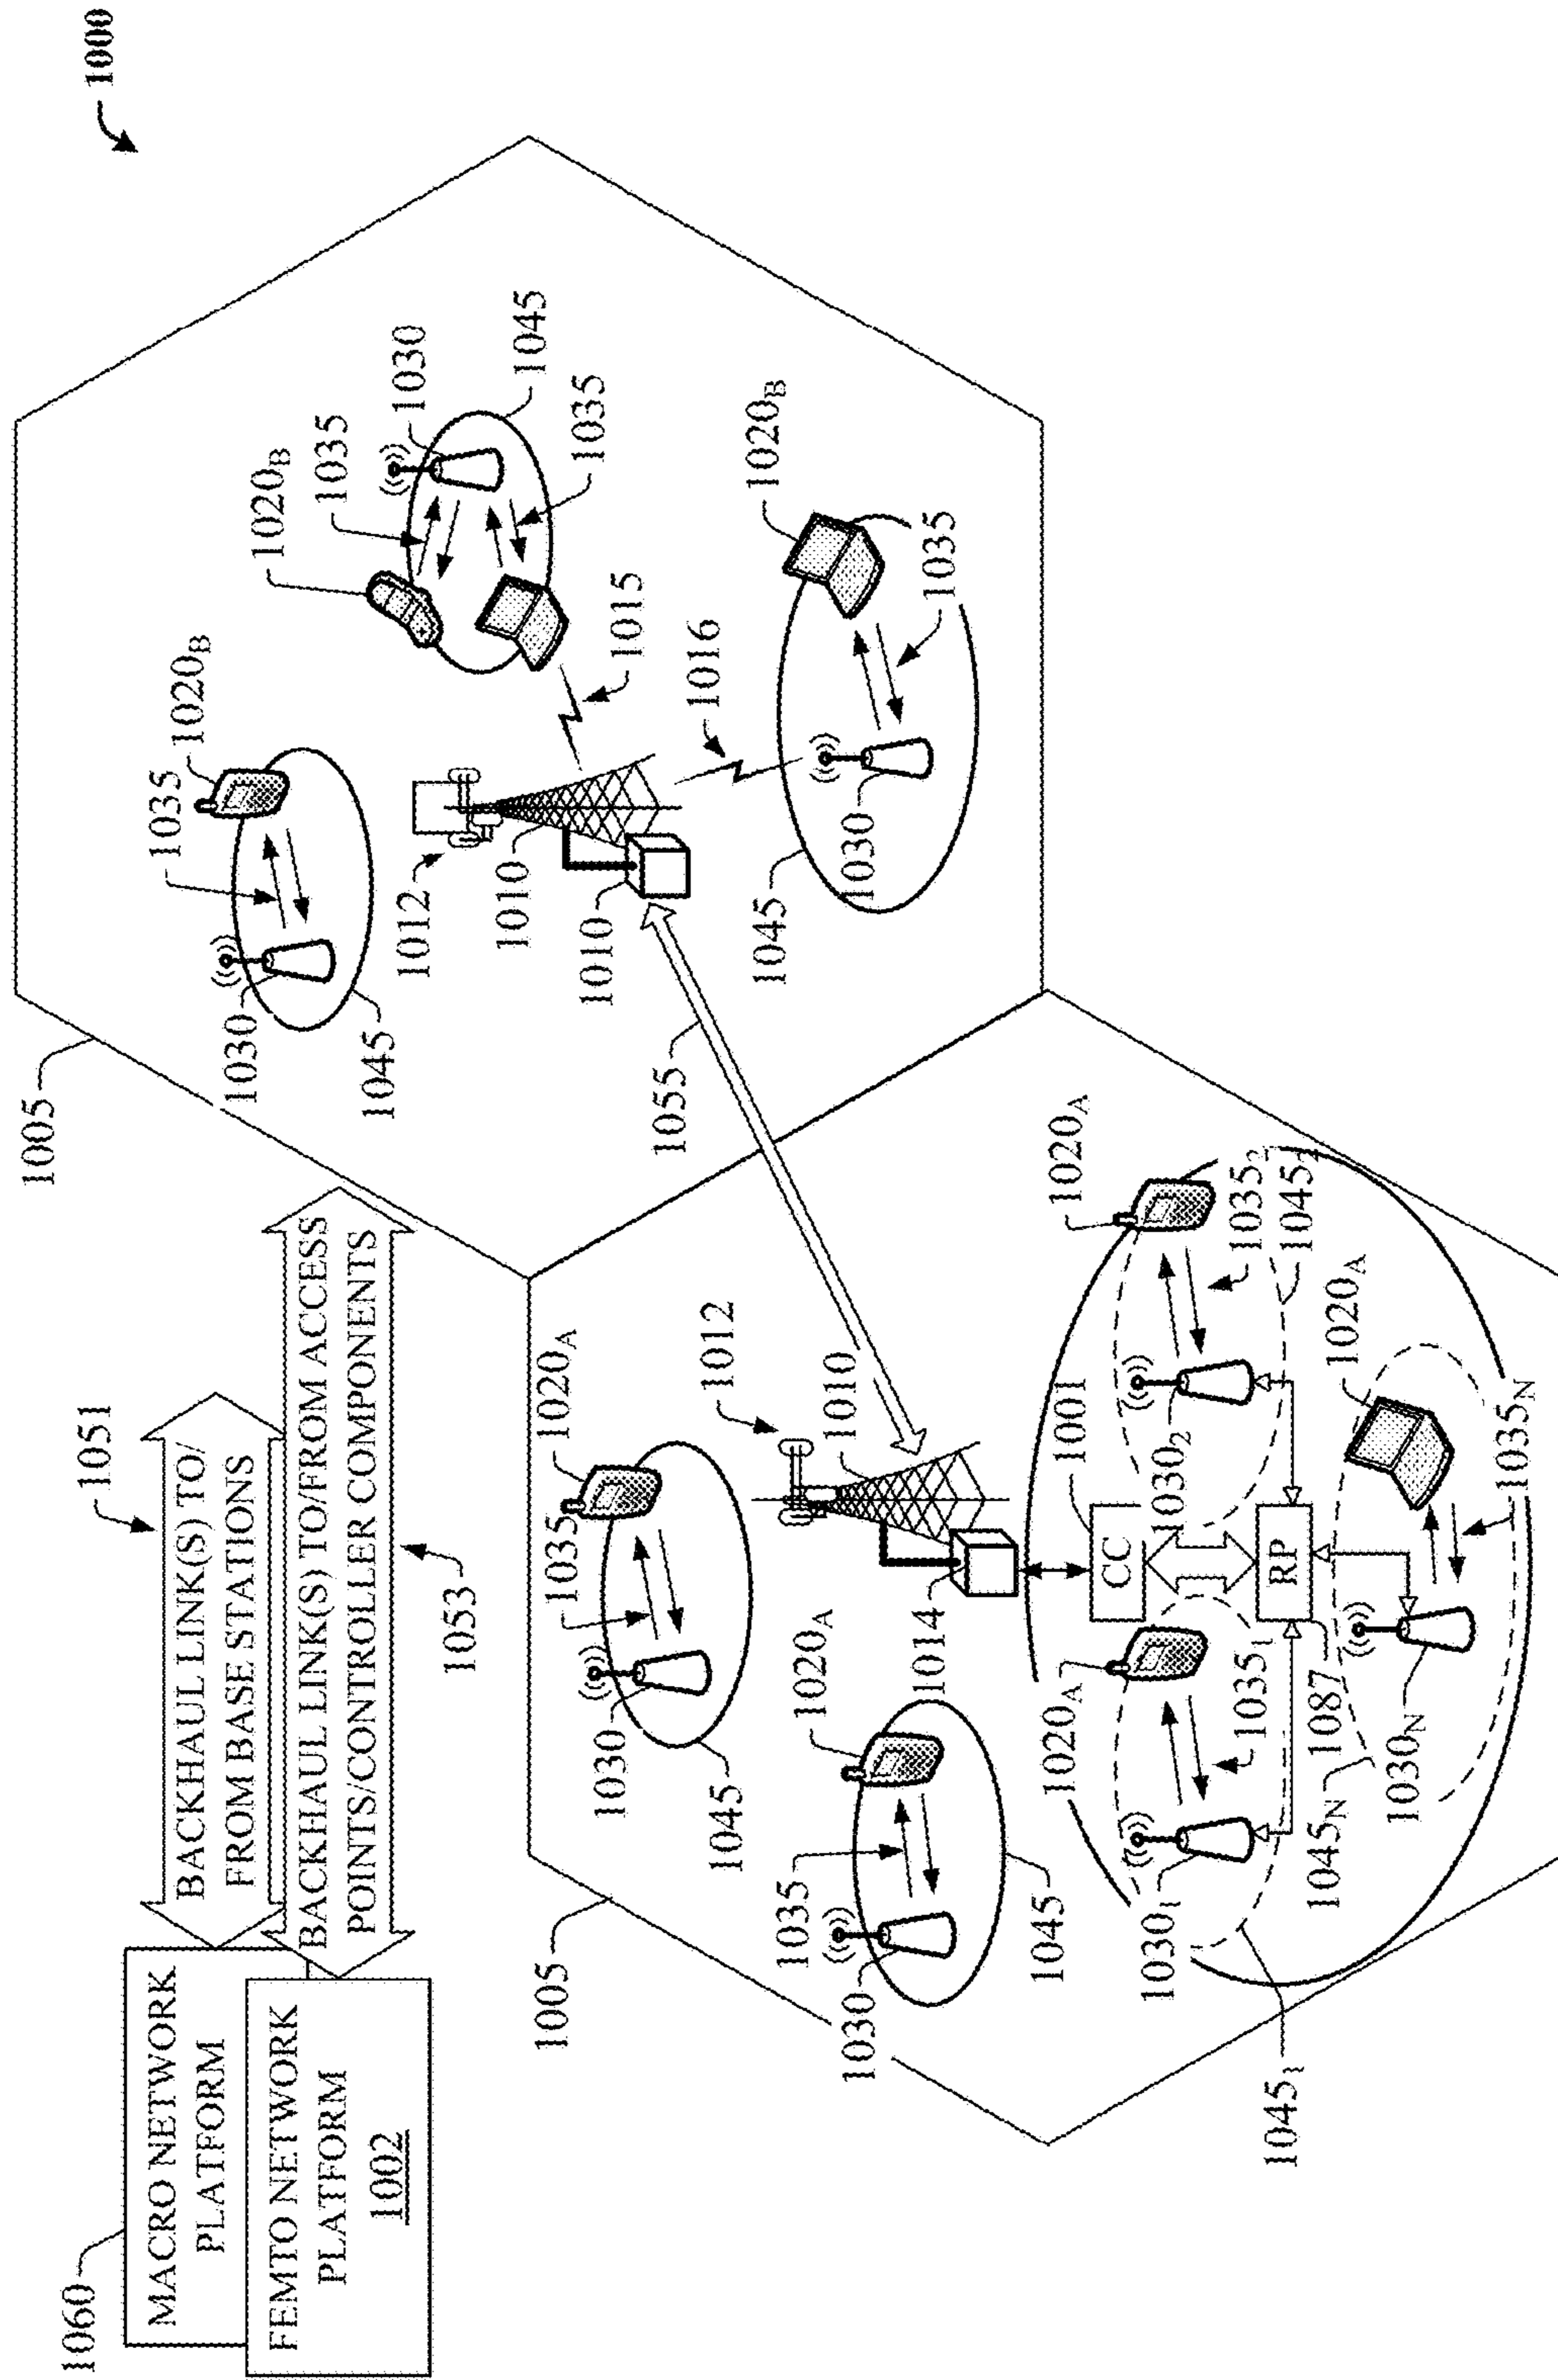 1000
1060
MACRO NETWORK
PLATFORM
FEMTO NETWORK
PLATFORM
1002
1051
BACKHAUL LINK(S) TO/
FROM BASE STATIONS
BACKHAUL LINK(S) TO/FROM ACCESS
POINTS/CONTROLLER COMPONENTS
1053
1005
1030
1045
1035
1020B
1012
1010
1010
1055
1020B
1035
1030
1045
1035
1015
1016
1045
1030
1020B
1035
1005
1030
1045
1035
1020A
1030
1045
1035
1020A
1012
1010
1014
CC
1001
RP
1087
1020A
1035₁
1030₁
1045₁
1030₂
1020A
1035₂
1045₂
1045N
1030N
1020A
1035N